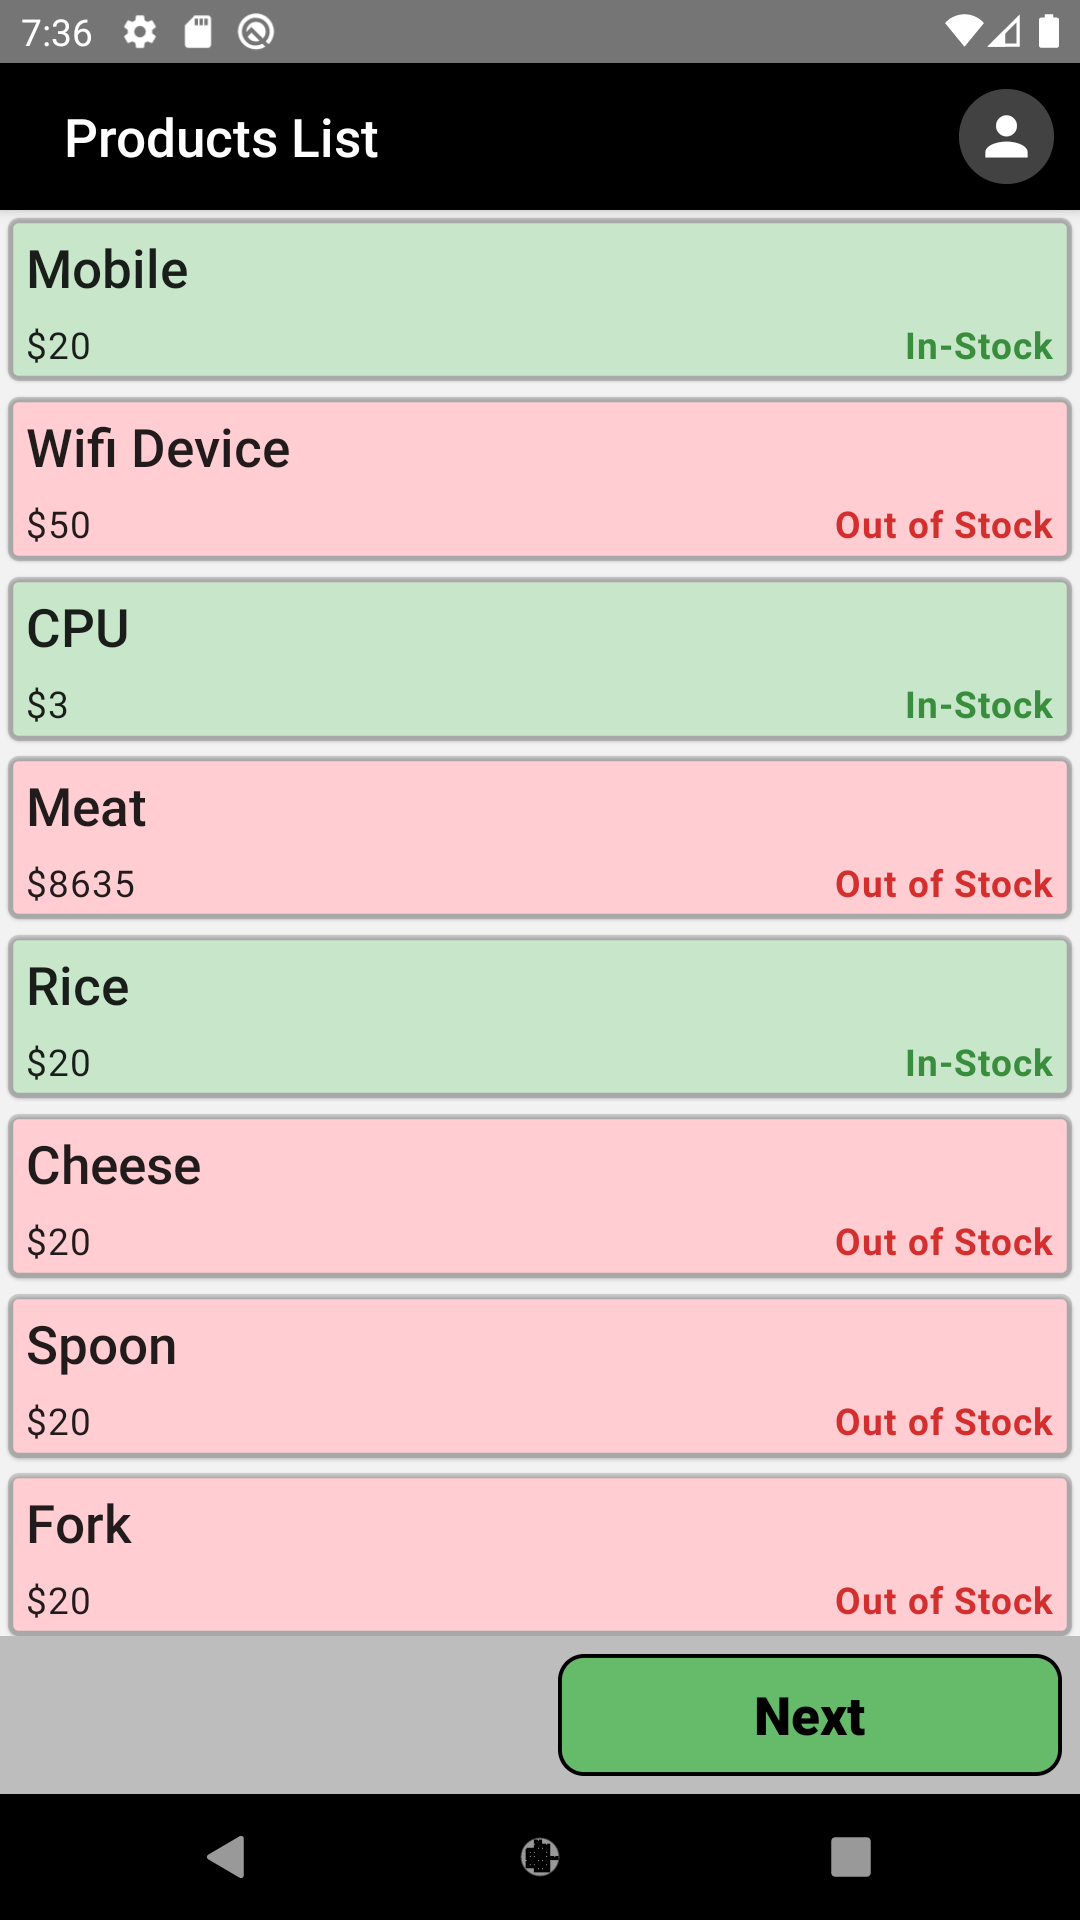 7:36
Products List
Mobile
$20 In-Stock
Wifi Device
$50 Out of Stock
CPU
$3 In-Stock
Meat
$8635 Out of Stock
Rice
$20 In-Stock
Cheese
$20 Out of Stock
Spoon
$20 Out of Stock
Fork
$20 Out of Stock
Next